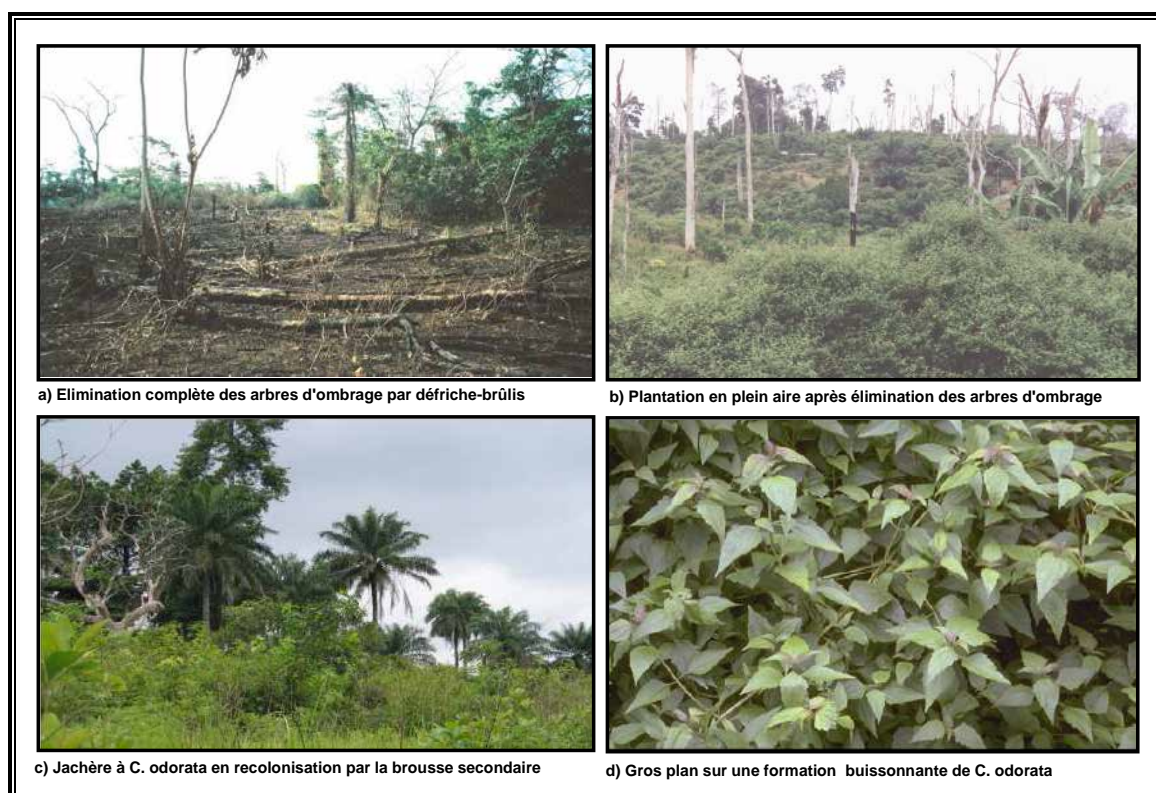 a) Elimination complète des arbres d'ombrage par défriche-brûlis
b) Plantation en plein aire après élimination des arbres d'ombrage
c) Jachère à C. odorata en recolonisation par la brousse secondaire
d) Gros plan sur une formation buissonnante de C. odorata